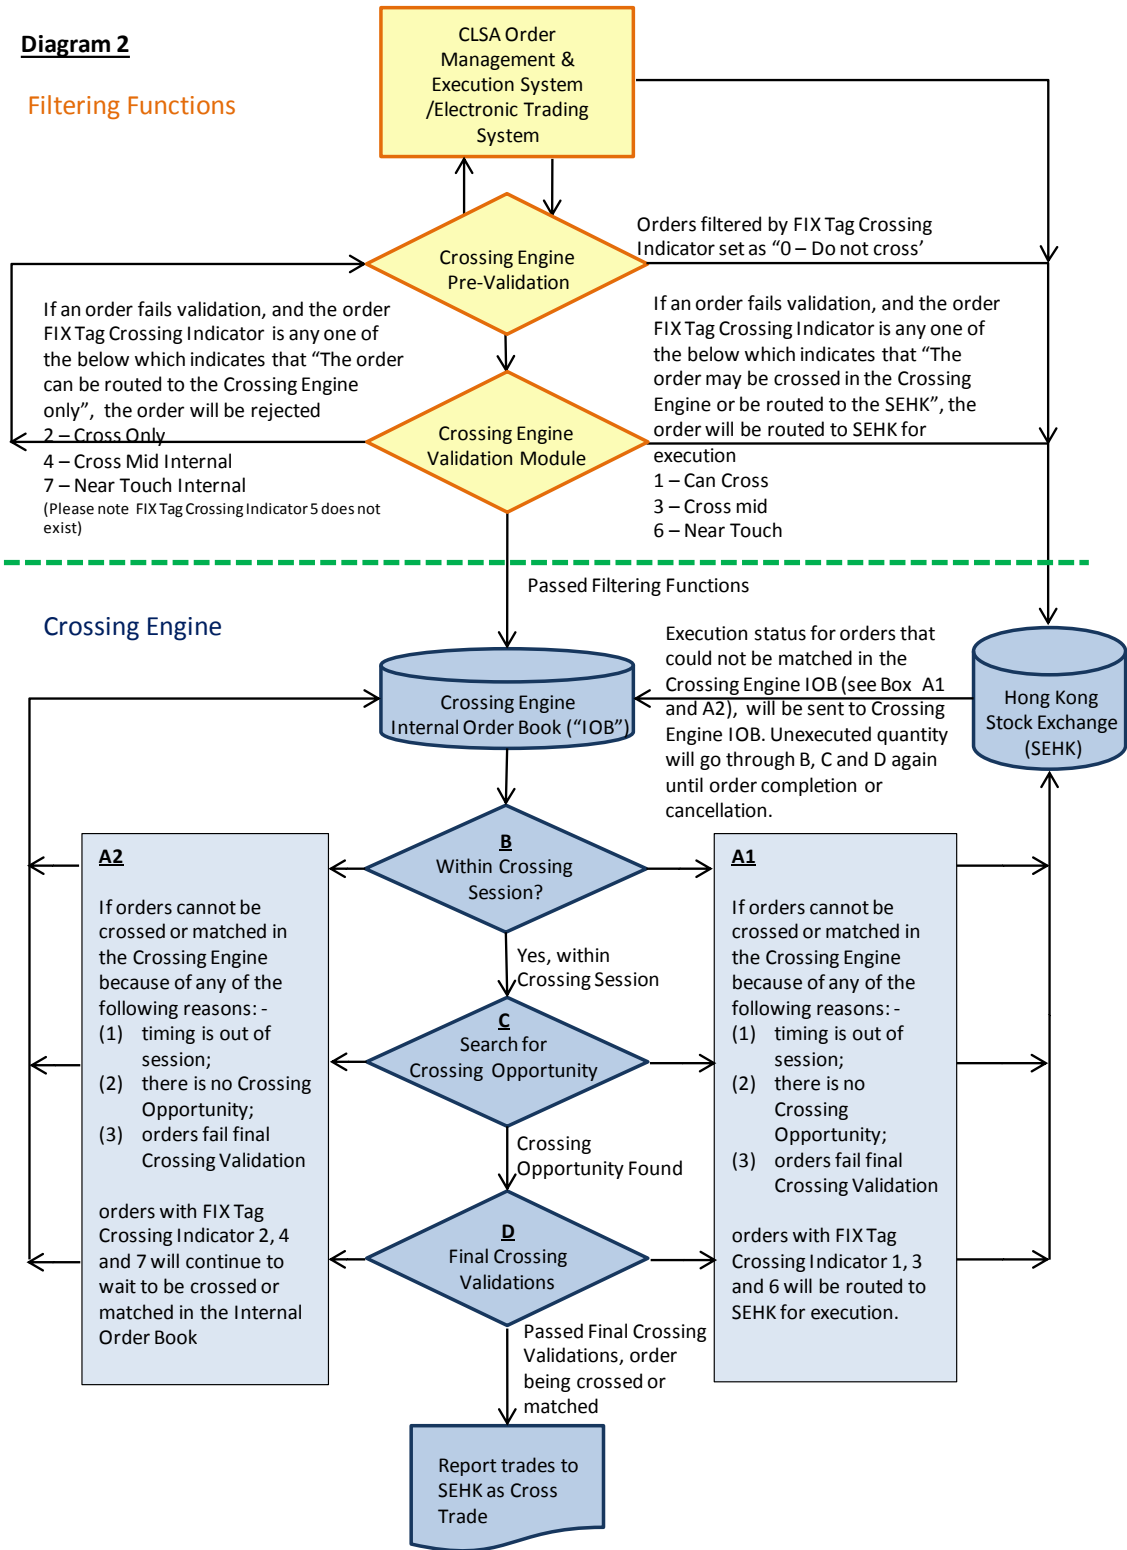 Diagram 2
Filtering Functions
CLSA Order
Management &
Execution System
/Electronic Trading
System
Crossing Engine
Pre-Validation
Orders filtered by FIX Tag Crossing
Indicator set as “0 – Do not cross’
If an order fails validation, and the order
FIX Tag Crossing Indicator is any one of
the below which indicates that “The order
can be routed to the Crossing Engine
only”, the order will be rejected
2 – Cross Only
4 – Cross Mid Internal
7 – Near Touch Internal
(Please note FIX Tag Crossing Indicator 5 does not
exist)
Crossing Engine
Validation Module
If an order fails validation, and the order
FIX Tag Crossing Indicator is any one of
the below which indicates that “The
order may be crossed in the Crossing
Engine or be routed to the SEHK”, the
order will be routed to SEHK for
execution
1 – Can Cross
3 – Cross mid
6 – Near Touch
Passed Filtering Functions
Crossing Engine
Crossing Engine
Internal Order Book (“IOB”)
Execution status for orders that
could not be matched in the
Crossing Engine IOB (see Box A1
and A2), will be sent to Crossing
Engine IOB. Unexecuted quantity
will go through B, C and D again
until order completion or
cancellation.
Hong Kong
Stock Exchange
(SEHK)
A2
If orders cannot be
crossed or matched in
the Crossing Engine
because of any of the
following reasons: -
(1) timing is out of
session;
(2) there is no Crossing
Opportunity;
(3) orders fail final
Crossing Validation
orders with FIX Tag
Crossing Indicator 2, 4
and 7 will continue to
wait to be crossed or
matched in the Internal
Order Book
B
Within Crossing
Session?
Yes, within
Crossing Session
C
Search for
Crossing Opportunity
Crossing
Opportunity Found
D
Final Crossing
Validations
A1
If orders cannot be
crossed or matched in
the Crossing Engine
because of any of the
following reasons: -
(1) timing is out of
session;
(2) there is no
Crossing
Opportunity;
(3) orders fail final
Crossing Validation
orders with FIX Tag
Crossing Indicator 1, 3
and 6 will be routed to
SEHK for execution.
Passed Final Crossing
Validations, order
being crossed or
matched
Report trades to
SEHK as Cross
Trade